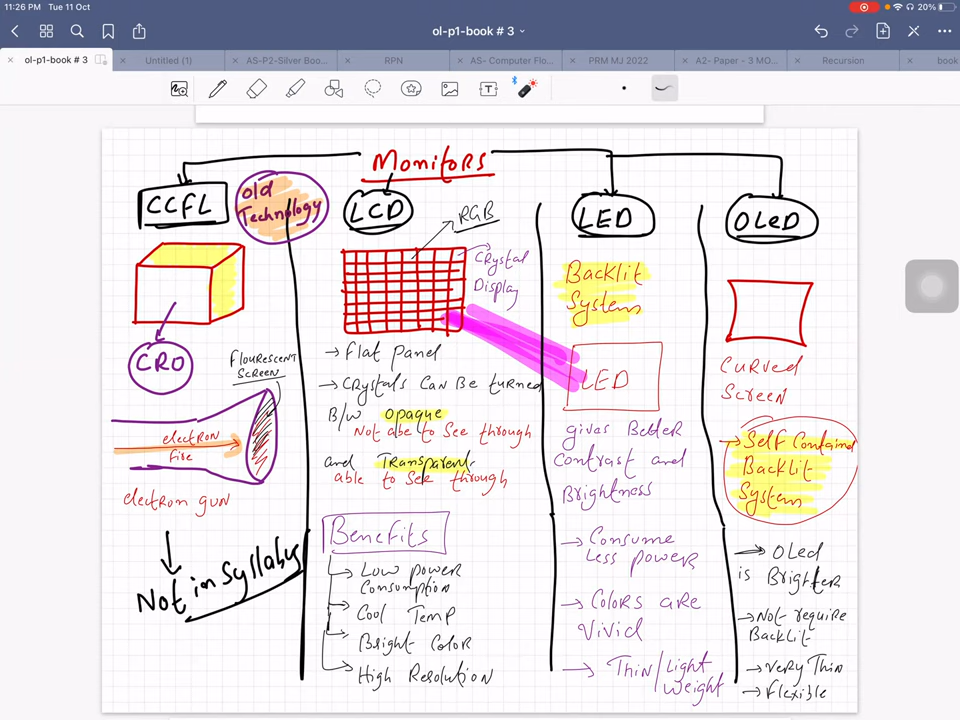 11:26 PM Tue 11 Oct
20%
ol-p1-book # 3
ol-p1-book # 3
Untitled (1)
AS-P2-Silver Boo...
RPN
AS- Computer Flo...
PRM MJ 2022
A2- Paper - 3 MO...
Recursion
book
Monitors
CCFL
old
Technology
CRO
Flourescent
Screen
electron
Fire
electrom gun
Not in Syllabus
LCD
RGB
Crystal
Display
→ Flat panel
→ Crystals Can Be turned
B/w opaque
Not able to See through
and Transparent.
able to See through
Benefits
→ Low power
Consumption
→ Cool Temp
→ Bright Color
→ High Resolution
LED
Backlit
System
LED
gives Better
Contrast and
Brightness
→ Consume
Less power
→ Colors are
Vivid
→ Thin/Light
Weight
OLeD
Curved
Screen
→ Self Contained
Backlit
System
→ OLed
is Brighter
→ Not require
Backlit
→ Very Thin
→ Flexible